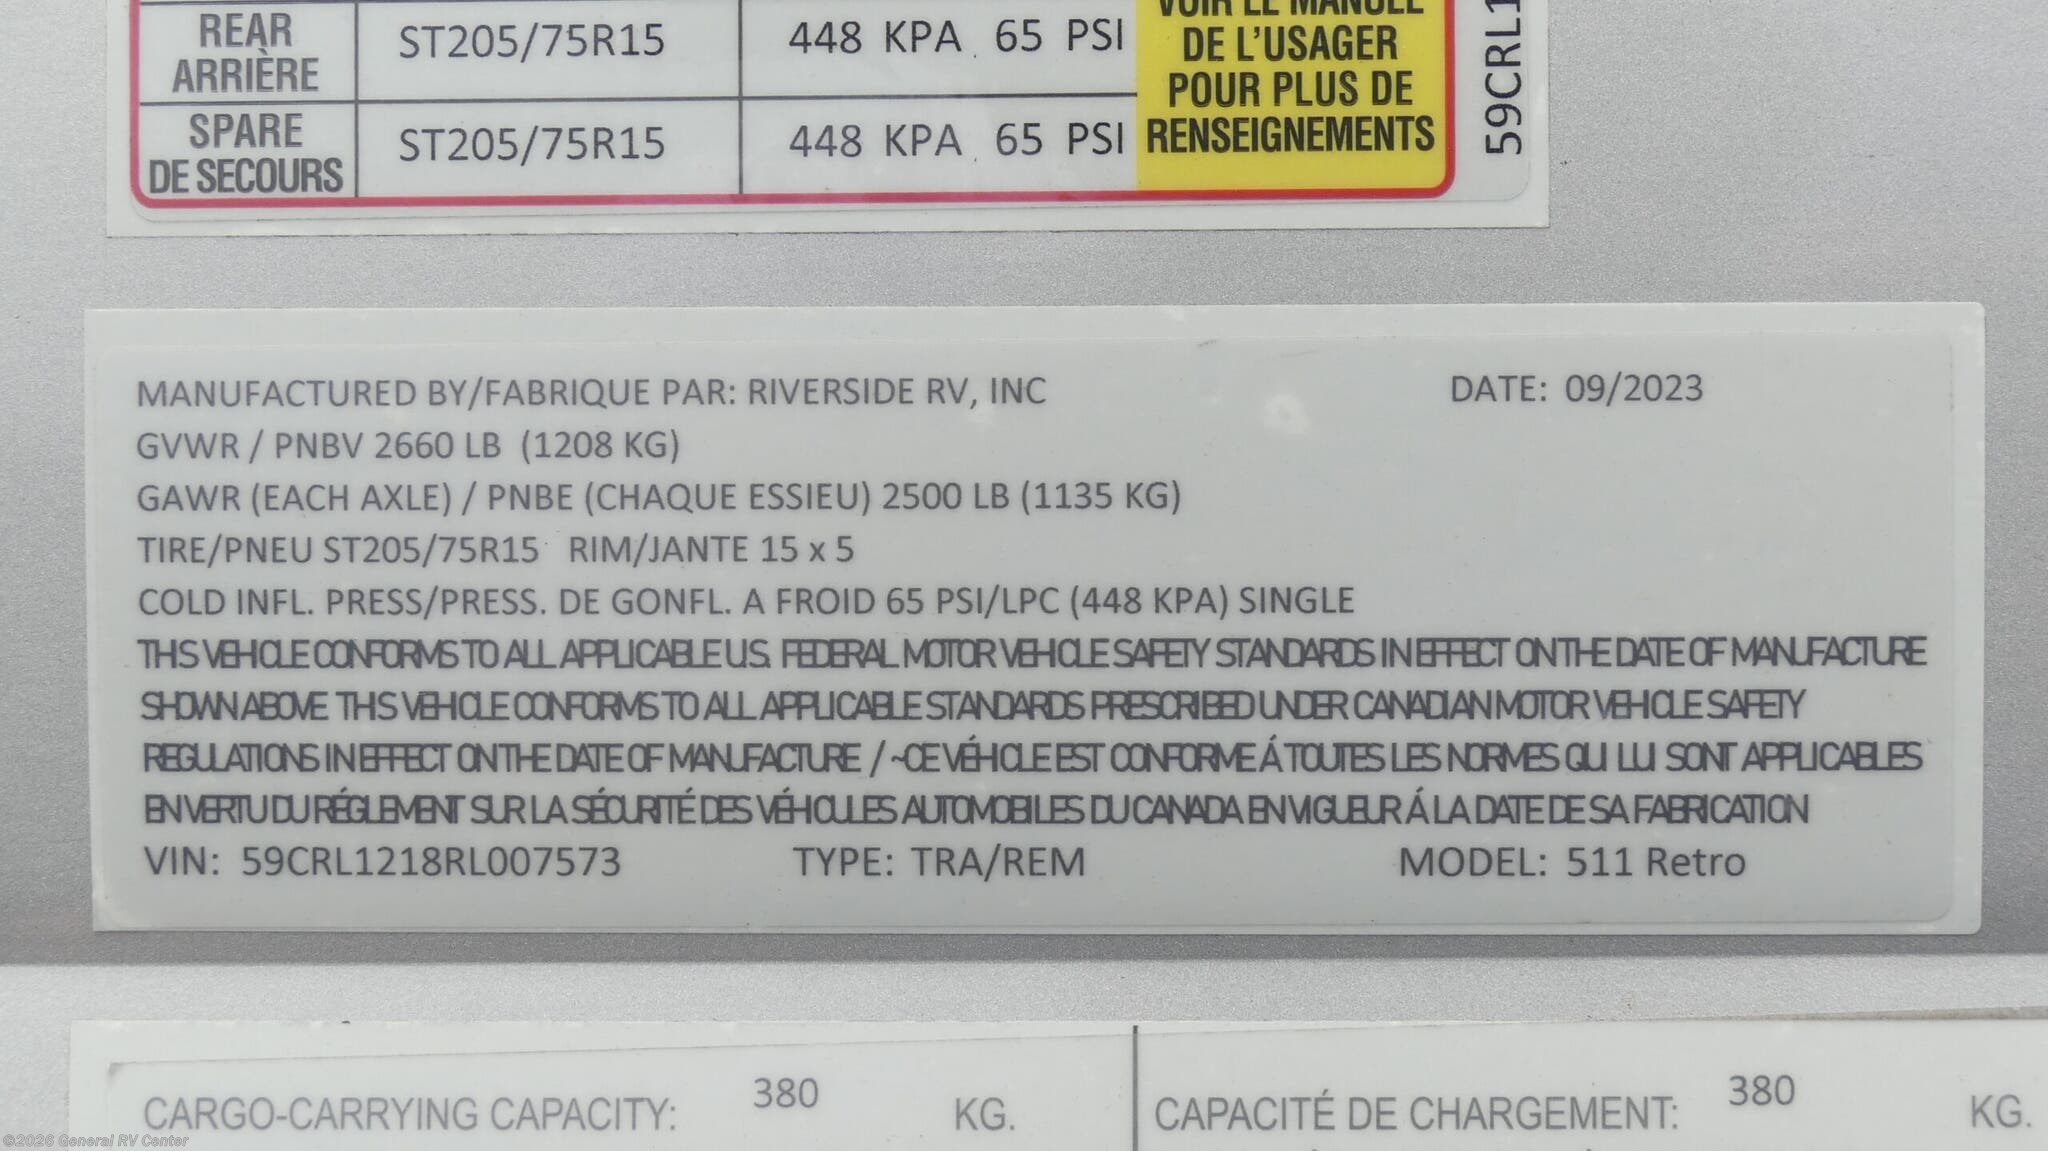 REAR
ARRIÈRE
ST205/75R15
448 KPA 65 PSI
SPARE
DE SECOURS
ST205/75R15
448 KPA 65 PSI
VOIR LE MANUEL
DE L'USAGER
POUR PLUS DE
RENSEIGNEMENTS
59CRL1
MANUFACTURED BY/FABRIQUE PAR: RIVERSIDE RV, INC DATE: 09/2023
GVWR / PNBV 2660 LB (1208 KG)
GAWR (EACH AXLE) / PNBE (CHAQUE ESSIEU) 2500 LB (1135 KG)
TIRE/PNEU ST205/75R15 RIM/JANTE 15 x 5
COLD INFL. PRESS/PRESS. DE GONFL. A FROID 65 PSI/LPC (448 KPA) SINGLE
THIS VEHICLE CONFORMS TO ALL APPLICABLE U.S. FEDERAL MOTOR VEHICLE SAFETY STANDARDS IN EFFECT ON THE DATE OF MANUFACTURE
SHOWN ABOVE THIS VEHICLE CONFORMS TO ALL APPLICABLE STANDARDS PRESCRIBED UNDER CANADIAN MOTOR VEHICLE SAFETY
REGULATIONS IN EFFECT ON THE DATE OF MANUFACTURE / ~CE VÉHICLE EST CONFORME Á TOUTES LES NORMES QUI LUI SONT APPLICABLES
EN VERTU DU RÉGLEMENT SUR LA SÉCURITÉ DES VÉHICULES AUTOMOBILES DU CANADA EN VIGUEUR Á LA DATE DE SA FABRICATION
VIN: 59CRL1218RL007573 TYPE: TRA/REM MODEL: 511 Retro
CARGO-CARRYING CAPACITY: 380 KG.
CAPACITÉ DE CHARGEMENT: 380 KG.
©2026 General RV Center